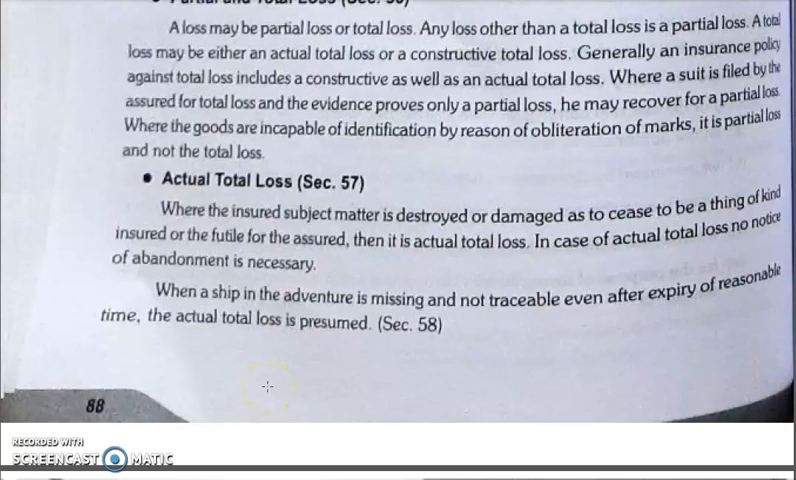 Partial and Total Loss (Sec. 56)
A loss may be partial loss or total loss. Any loss other than a total loss is a partial loss. A total
loss may be either an actual total loss or a constructive total loss. Generally an insurance policy
against total loss includes a constructive as well as an actual total loss. Where a suit is filed by the
assured for total loss and the evidence proves only a partial loss, he may recover for a partial loss.
Where the goods are incapable of identification by reason of obliteration of marks, it is partial loss
and not the total loss.
• Actual Total Loss (Sec. 57)
Where the insured subject matter is destroyed or damaged as to cease to be a thing of kind
insured or the futile for the assured, then it is actual total loss. In case of actual total loss no notice
of abandonment is necessary.
When a ship in the adventure is missing and not traceable even after expiry of reasonable
time, the actual total loss is presumed. (Sec. 58)
88
RECORDED WITH
SCREENCAST MATIC